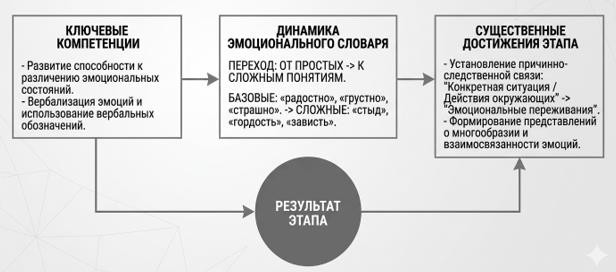 КЛЮЧЕВЫЕ
КОМПЕТЕНЦИИ
- Развитие способности к
различению эмоциональных
состояний.
- Вербализация эмоций и
использование вербальных
обозначений.
ДИНАМИКА
ЭМОЦИОНАЛЬНОГО СЛОВАРЯ
ПЕРЕХОД: ОТ ПРОСТЫХ -> К
СЛОЖНЫМ ПОНЯТИЯМ.
БАЗОВЫЕ: «радостно», «грустно»,
«страшно». -> СЛОЖНЫЕ: «стыд»,
«гордость», «зависть».
СУЩЕСТВЕННЫЕ
ДОСТИЖЕНИЯ ЭТАПА
- Установление причинно-
следственной связи:
"Конкретная ситуация /
Действия окружающих" ->
"Эмоциональные переживания".
- Формирование представлений
о многообразии и
взаимосвязанности эмоций.
РЕЗУЛЬТАТ
ЭТАПА